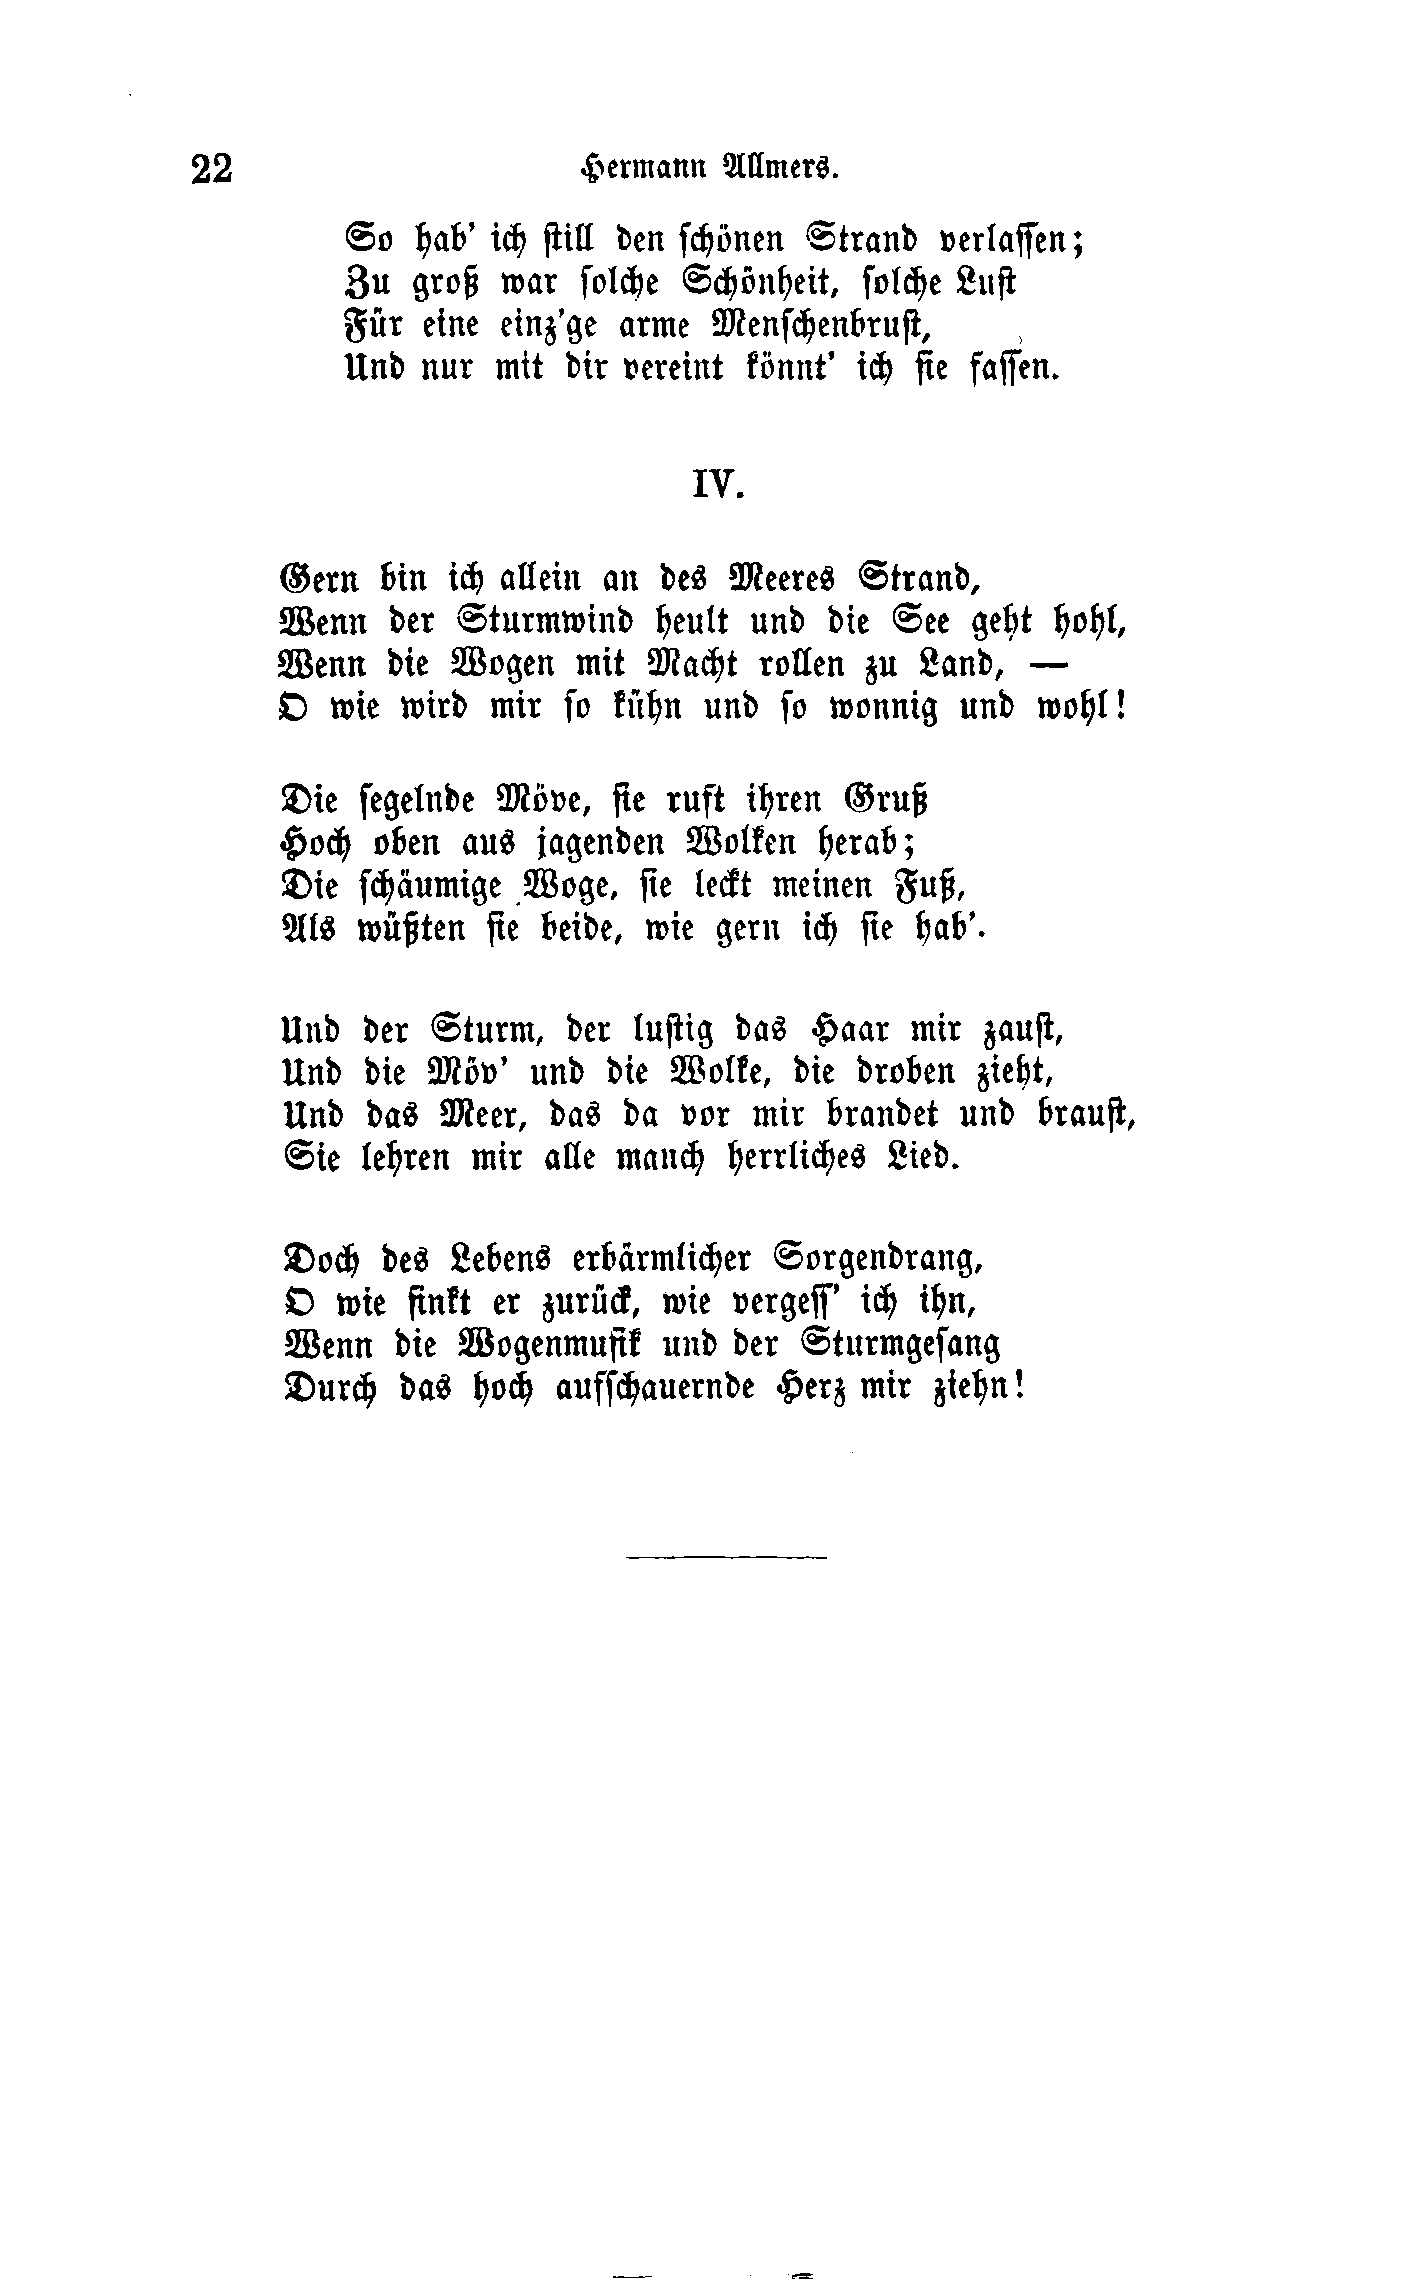 22 Hermann Allmers.
So hab' ich still den schönen Strand verlassen;
Zu groß war solche Schönheit, solche Lust
Für eine einz'ge arme Menschenbrust,
Und nur mit dir vereint könnt' ich sie fassen.
IV.
Gern bin ich allein an des Meeres Strand,
Wenn der Sturmwind heult und die See geht hohl,
Wenn die Wogen mit Macht rollen zu Land, —
O wie wird mir so kühn und so wonnig und wohl!
Die segelnde Möve, sie ruft ihren Gruß
Hoch oben aus jagenden Wolken herab;
Die schäumige Woge, sie leckt meinen Fuß,
Als wüßten sie beide, wie gern ich sie hab'.
Und der Sturm, der lustig das Haar mir zaust,
Und die Möv' und die Wolke, die droben zieht,
Und das Meer, das da vor mir brandet und braust,
Sie lehren mir alle manch herrliches Lied.
Doch des Lebens erbärmlicher Sorgendrang,
O wie sinkt er zurück, wie vergess' ich ihn,
Wenn die Wogenmusik und der Sturmgesang
Durch das hoch aufschauernde Herz mir ziehn!